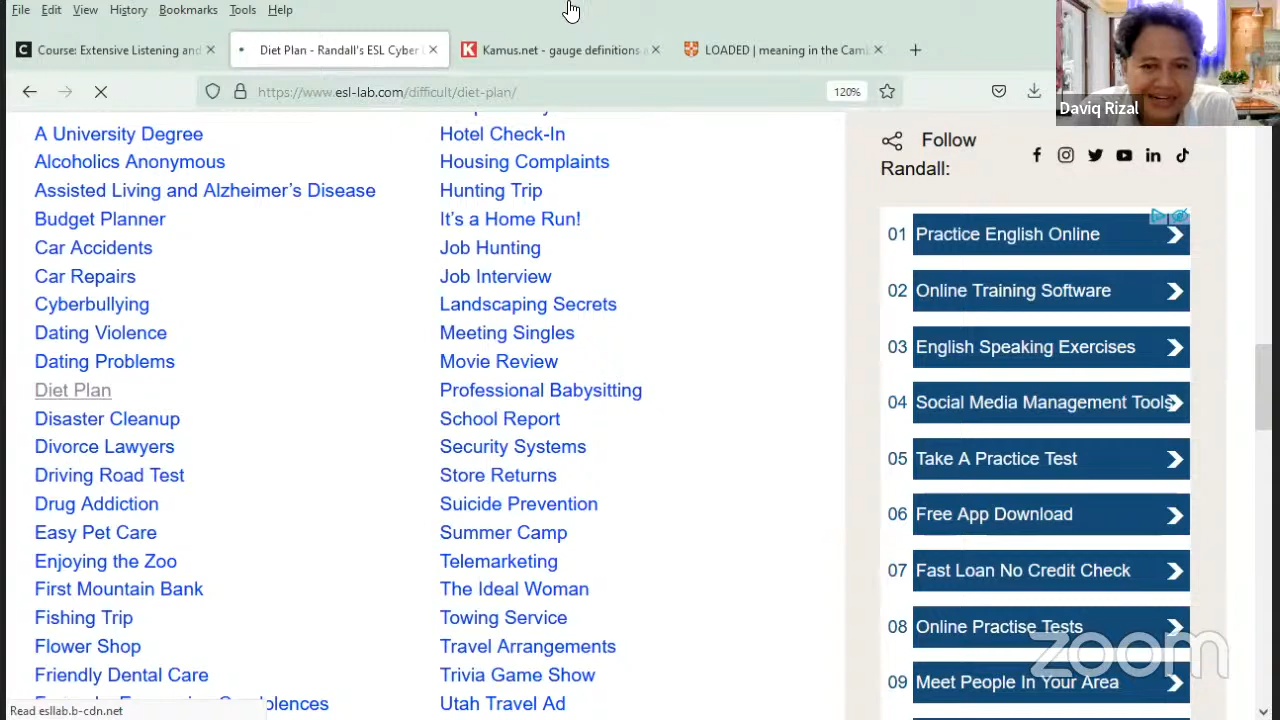 File Edit View History Bookmarks Tools Help
Course: Extensive Listening and
Diet Plan - Randall's ESL Cyber
Kamus.net - gauge definitions
LOADED | meaning in the Cam
https://www.esl-lab.com/difficult/diet-plan/
120%
Daviq Rizal
A University Degree
Alcoholics Anonymous
Assisted Living and Alzheimer’s Disease
Budget Planner
Car Accidents
Car Repairs
Cyberbullying
Dating Violence
Dating Problems
Diet Plan
Disaster Cleanup
Divorce Lawyers
Driving Road Test
Drug Addiction
Easy Pet Care
Enjoying the Zoo
First Mountain Bank
Fishing Trip
Flower Shop
Friendly Dental Care
Hotel Check-In
Housing Complaints
Hunting Trip
It’s a Home Run!
Job Hunting
Job Interview
Landscaping Secrets
Meeting Singles
Movie Review
Professional Babysitting
School Report
Security Systems
Store Returns
Suicide Prevention
Summer Camp
Telemarketing
The Ideal Woman
Towing Service
Travel Arrangements
Trivia Game Show
Utah Travel Ad
Follow
Randall:
01 Practice English Online
02 Online Training Software
03 English Speaking Exercises
04 Social Media Management Tools
05 Take A Practice Test
06 Free App Download
07 Fast Loan No Credit Check
08 Online Practise Tests
09 Meet People In Your Area
zoom
Read esllab.b-cdn.net